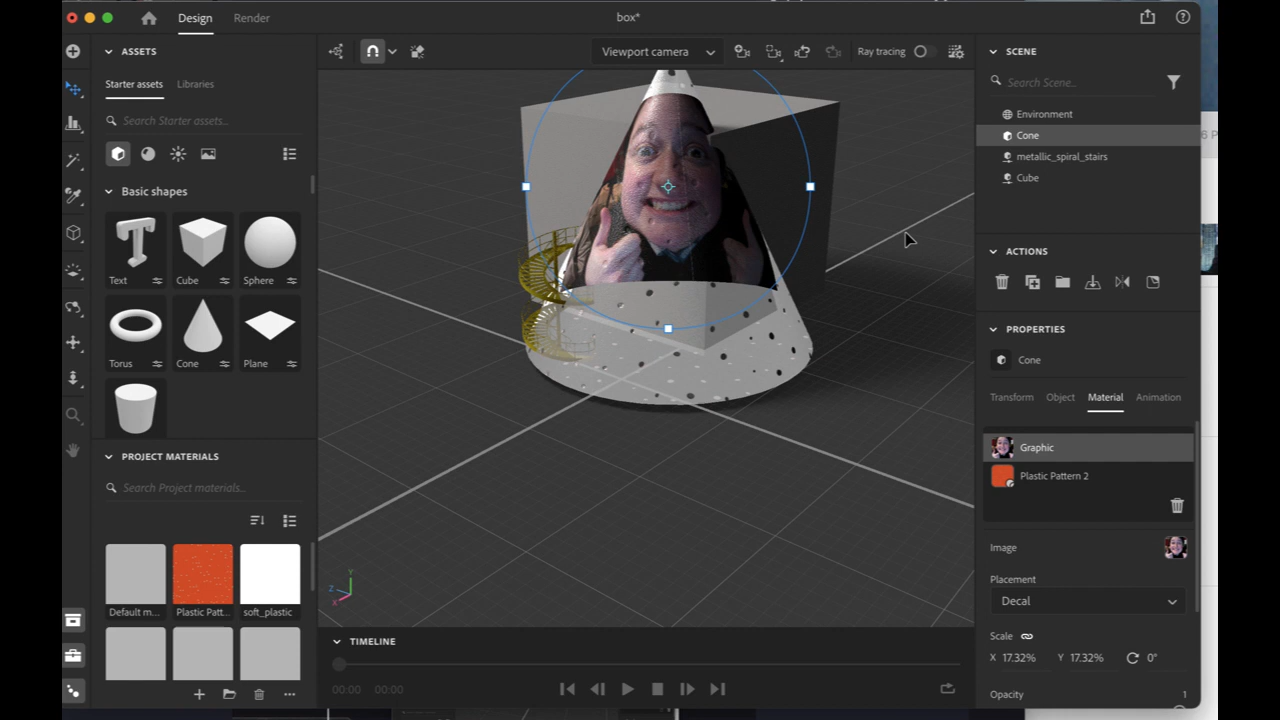 Design
Render
box*
ASSETS
Starter assets
Libraries
Search Starter assets...
Basic shapes
Text
Cube
Sphere
Torus
Cone
Plane
PROJECT MATERIALS
Search Project materials...
Default m...
Plastic Patt...
soft_plastic
Viewport camera
Ray tracing
Y
Z
X
TIMELINE
00:00
00:00
SCENE
Search Scene...
Environment
Cone
metallic_spiral_stairs
Cube
ACTIONS
PROPERTIES
Cone
Transform
Object
Material
Animation
Graphic
Plastic Pattern 2
Image
Placement
Decal
Scale
X 17.32%
Y 17.32%
0°
Opacity
1
6 P